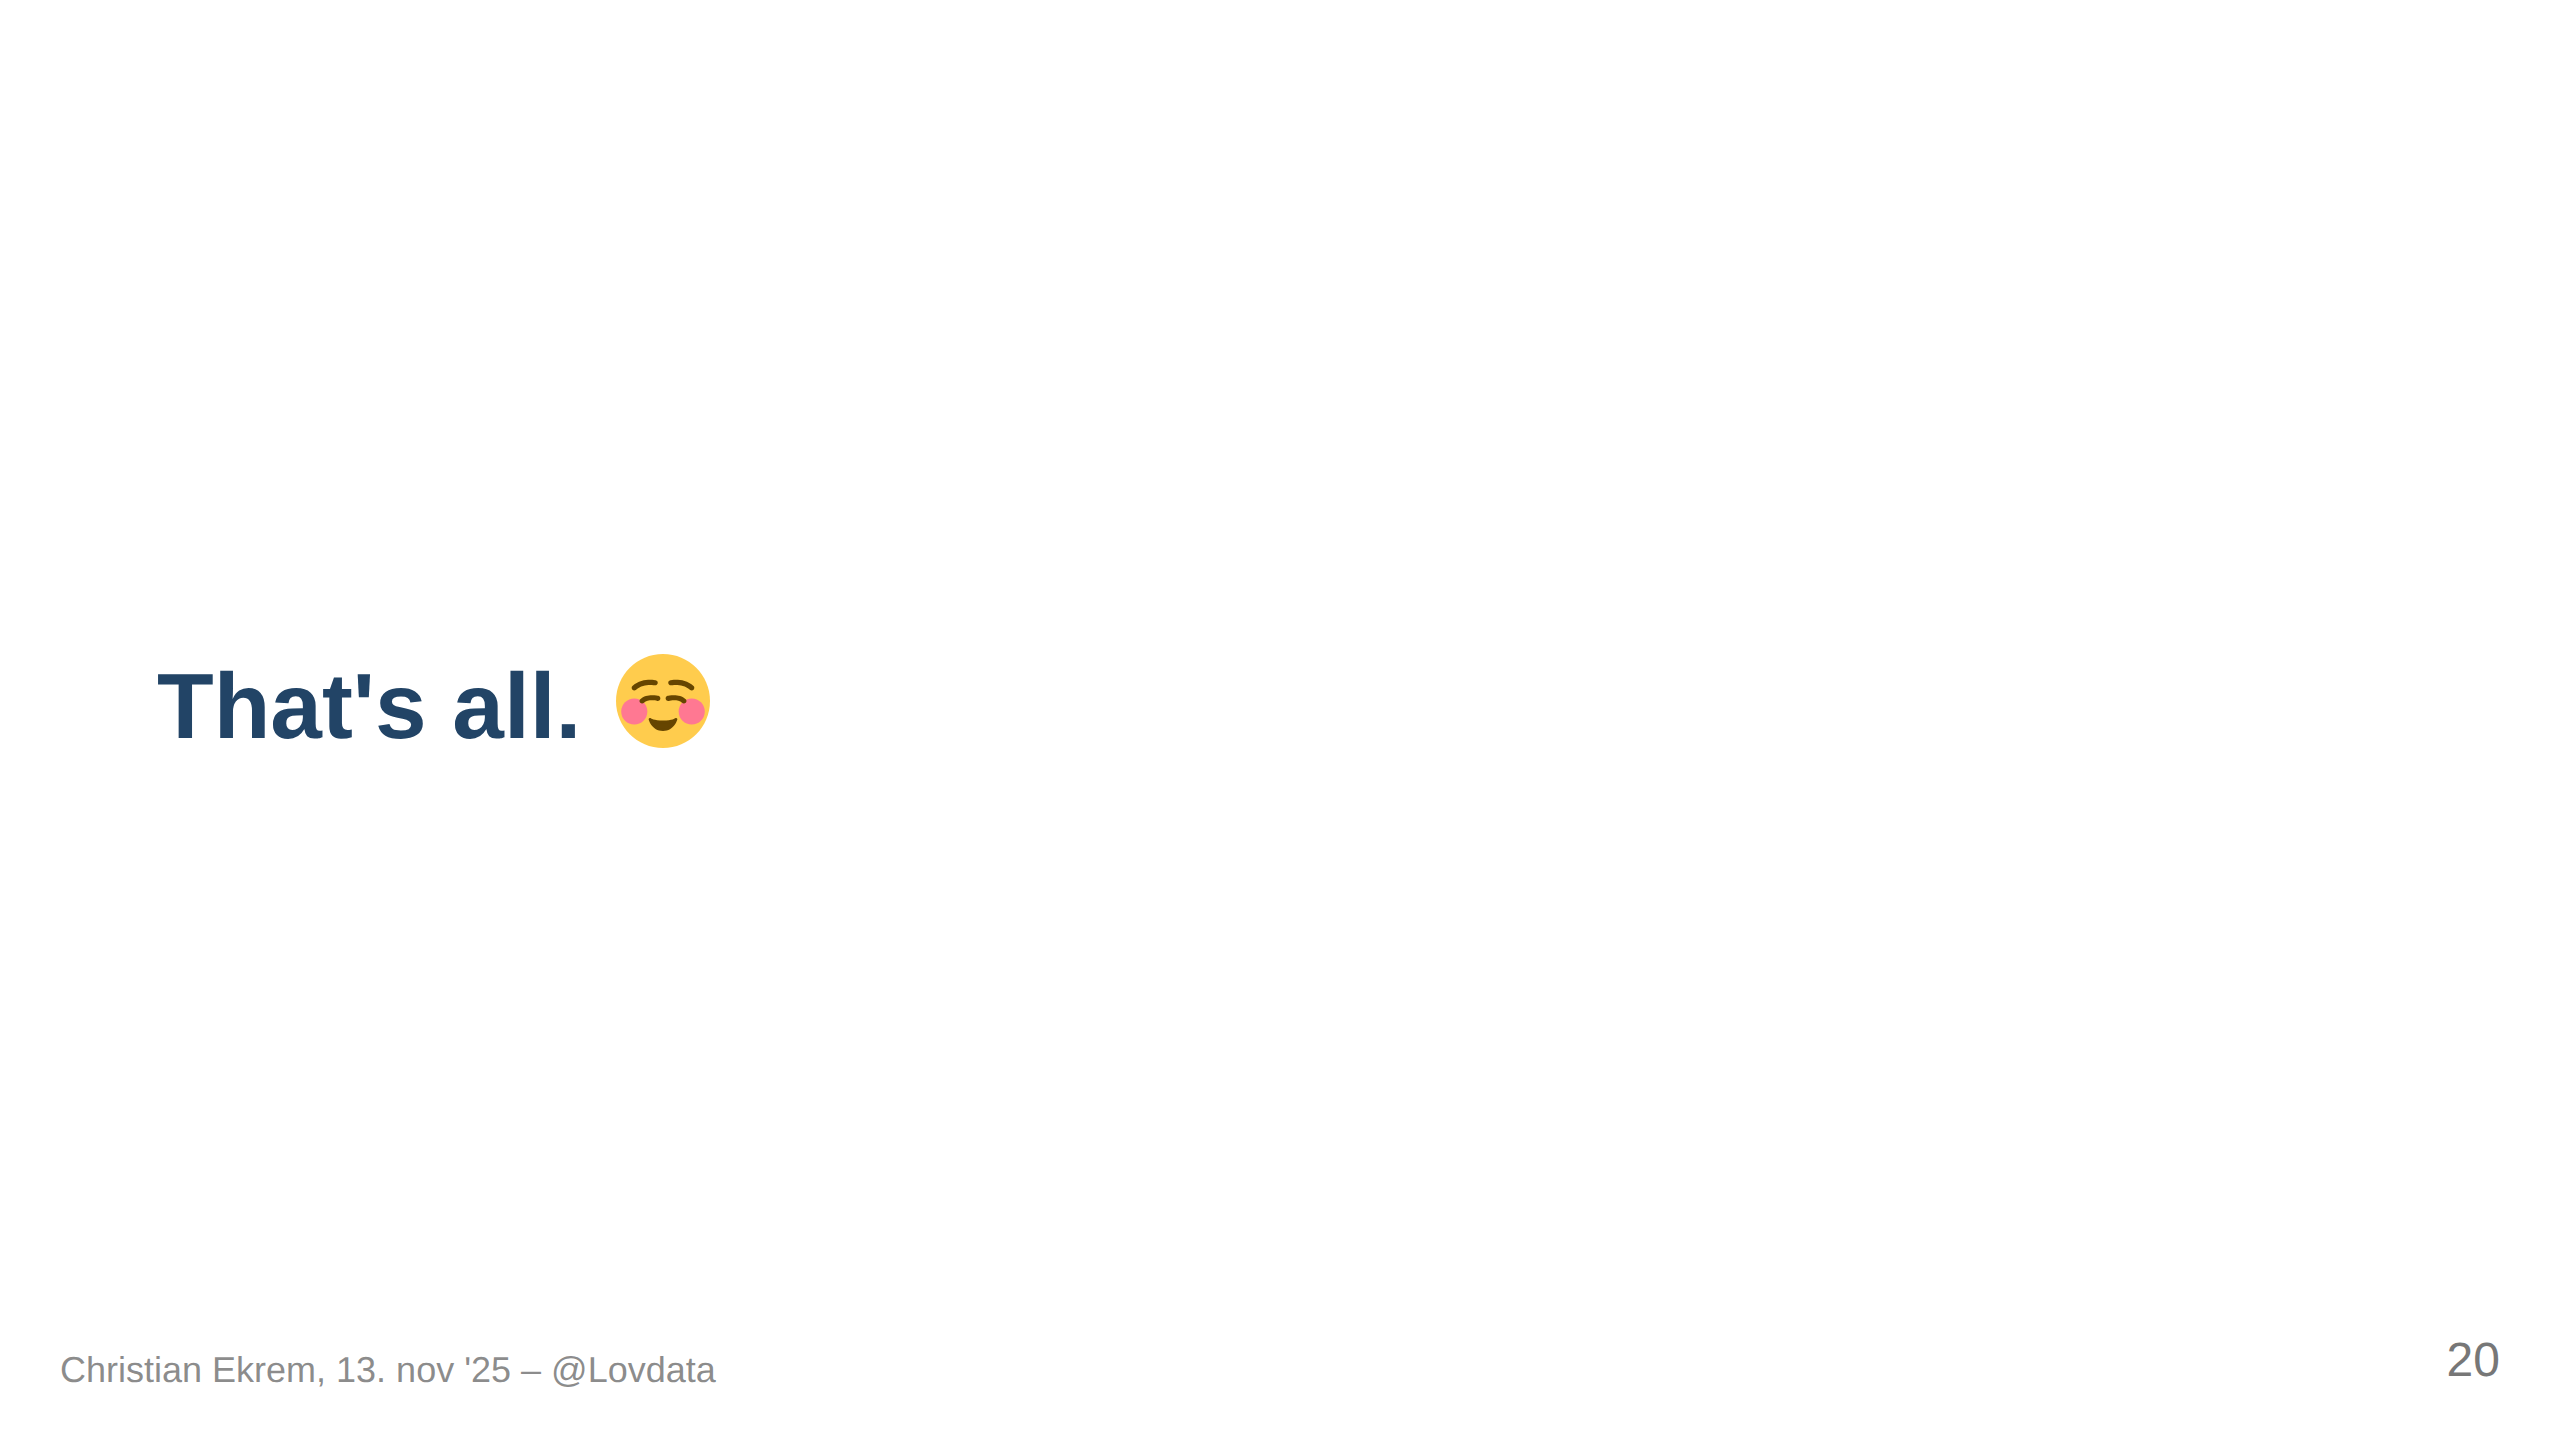 That's all. ☺️
Christian Ekrem, 13. nov '25 – @Lovdata
20